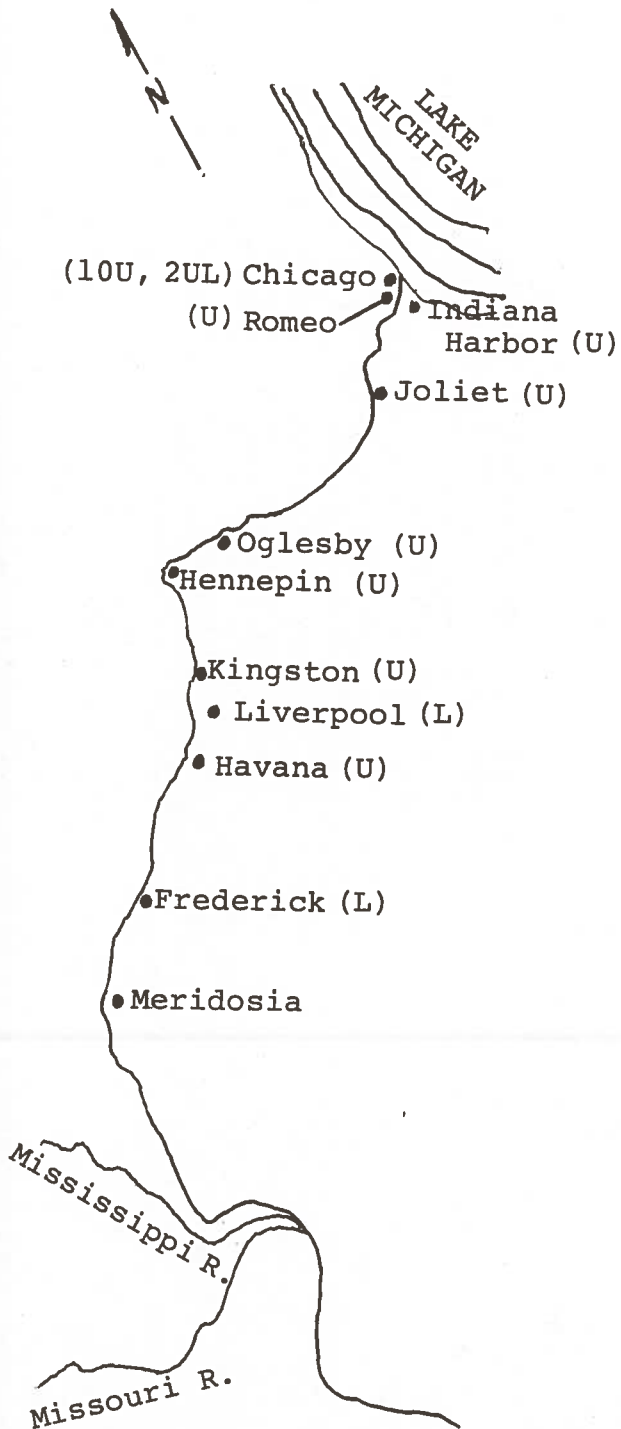 N
LAKE
MICHIGAN
(10U, 2UL) Chicago
(U) Romeo
Indiana
Harbor (U)
Joliet (U)
Oglesby (U)
Hennepin (U)
Kingston (U)
Liverpool (L)
Havana (U)
Frederick (L)
Meridosia
Mississippi R.
Missouri R.